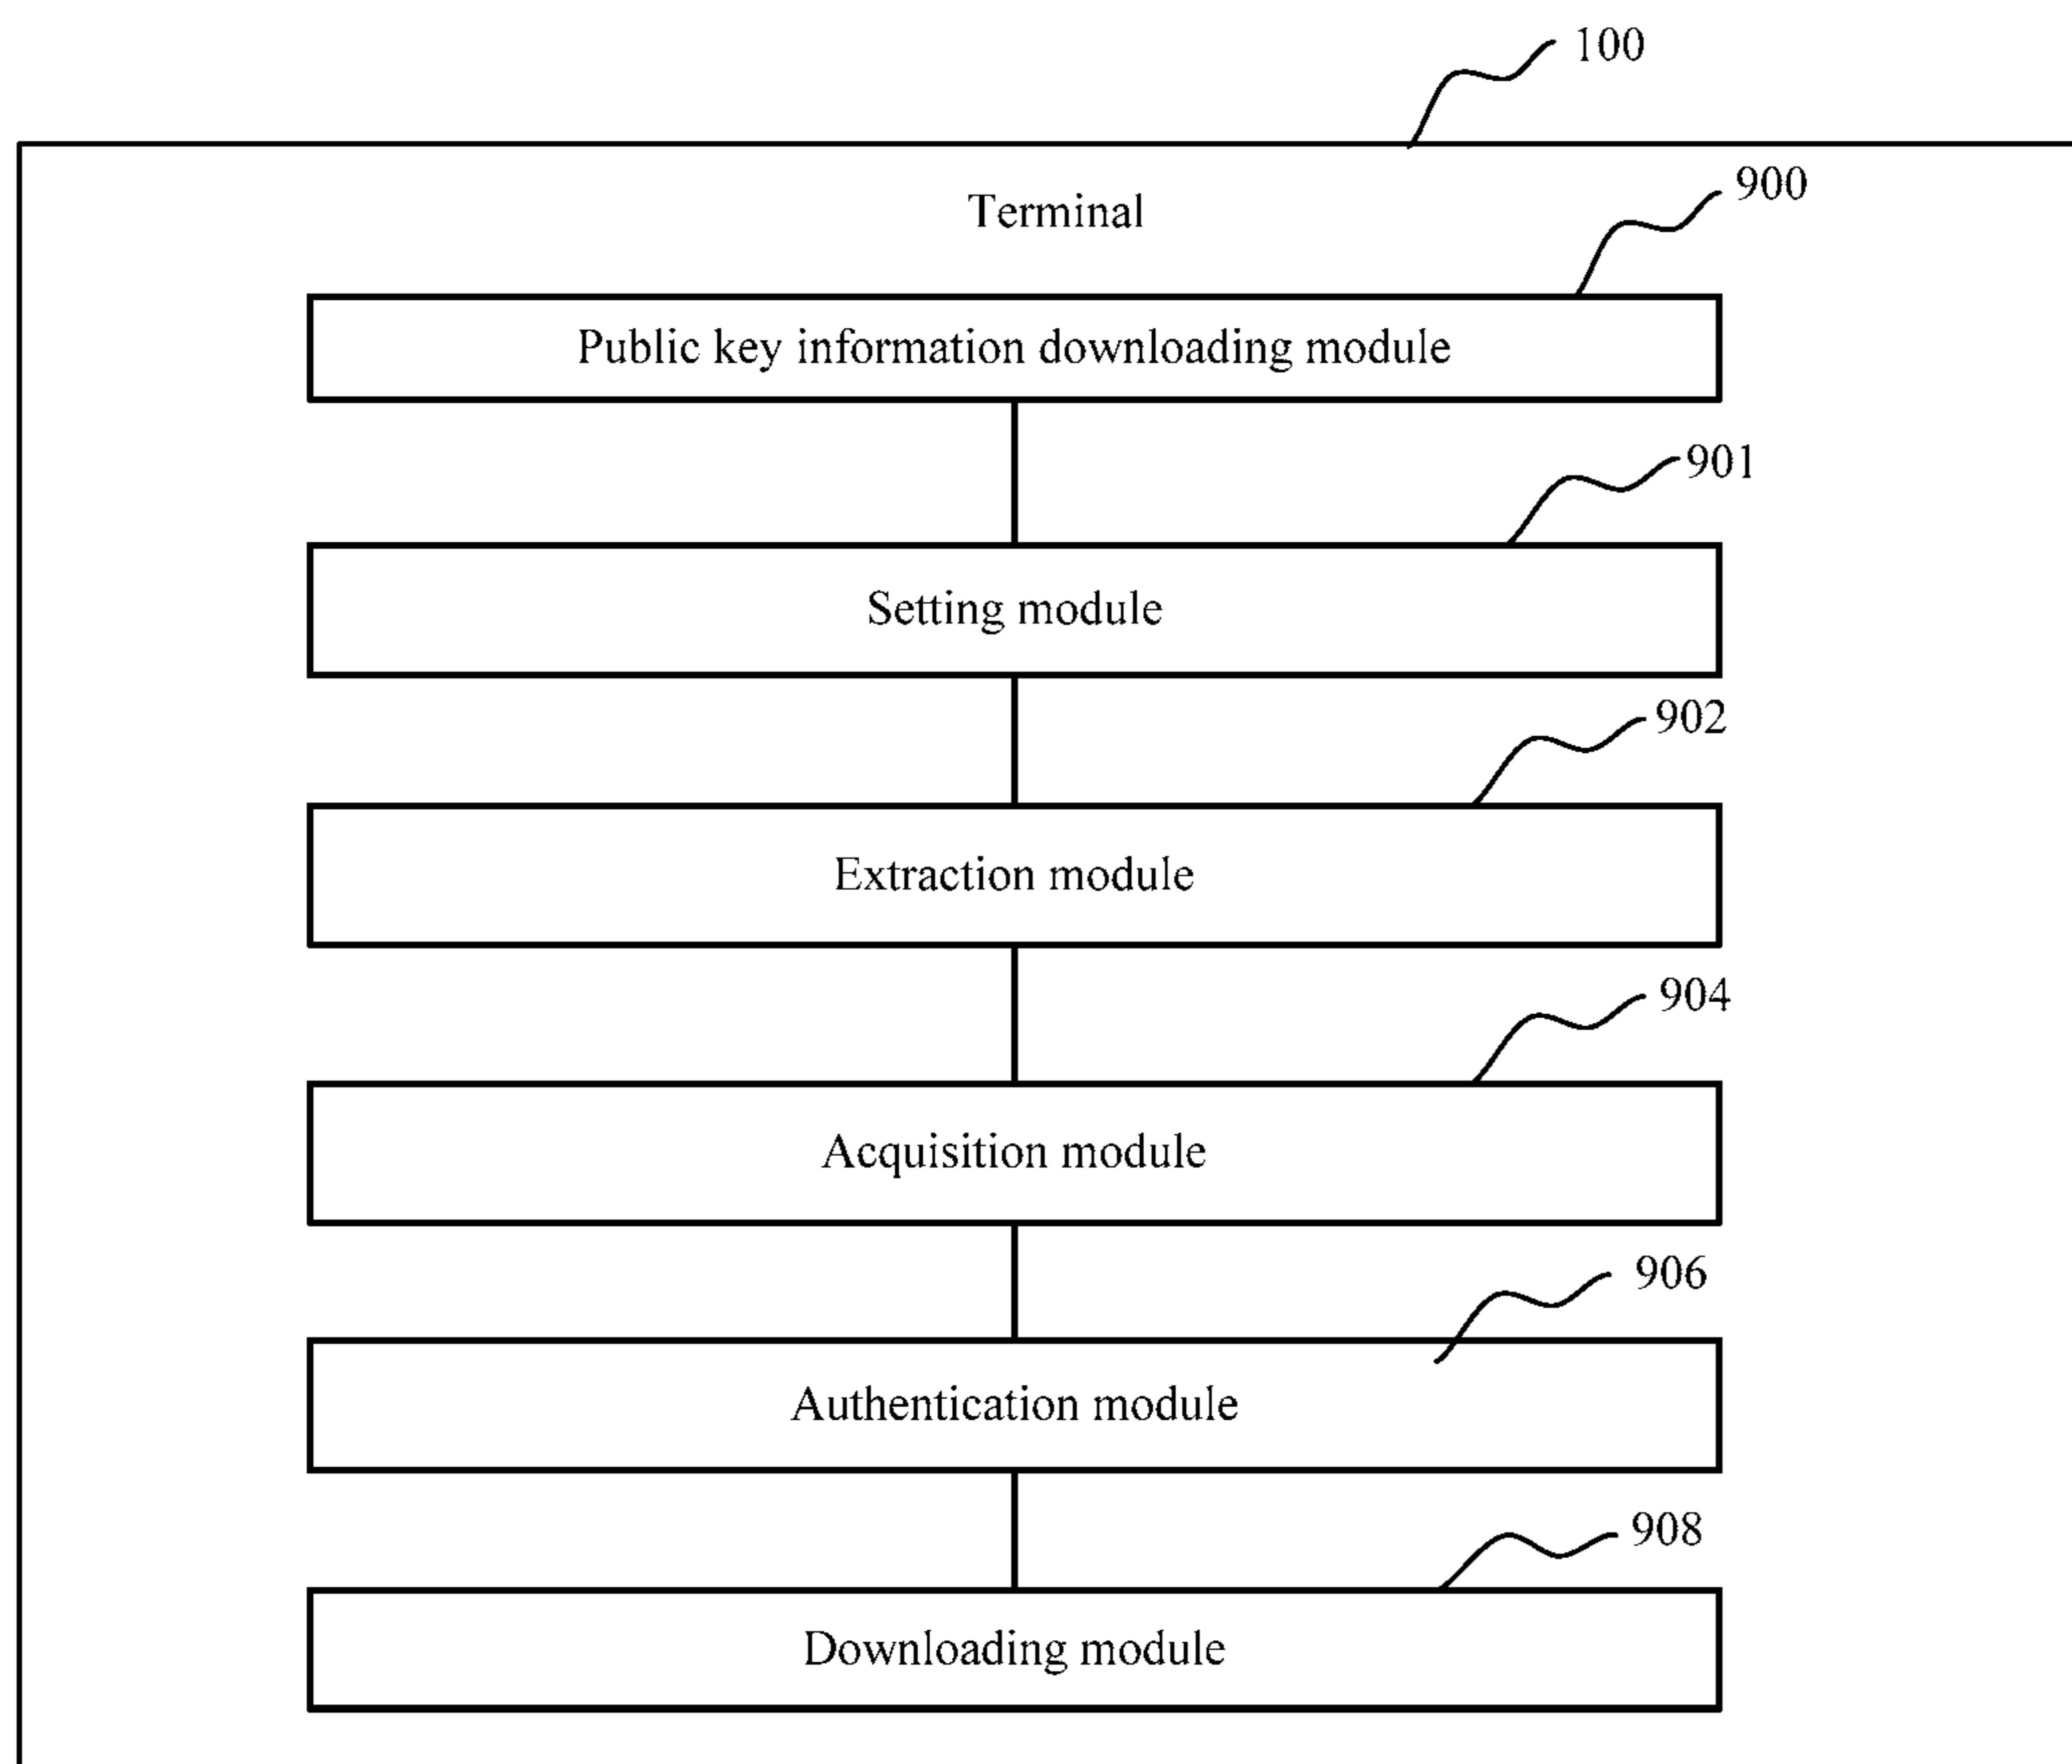 100
900
Terminal
Public key information downloading module
901
Setting module
902
Extraction module
904
Acquisition module
906
Authentication module
908
Downloading module